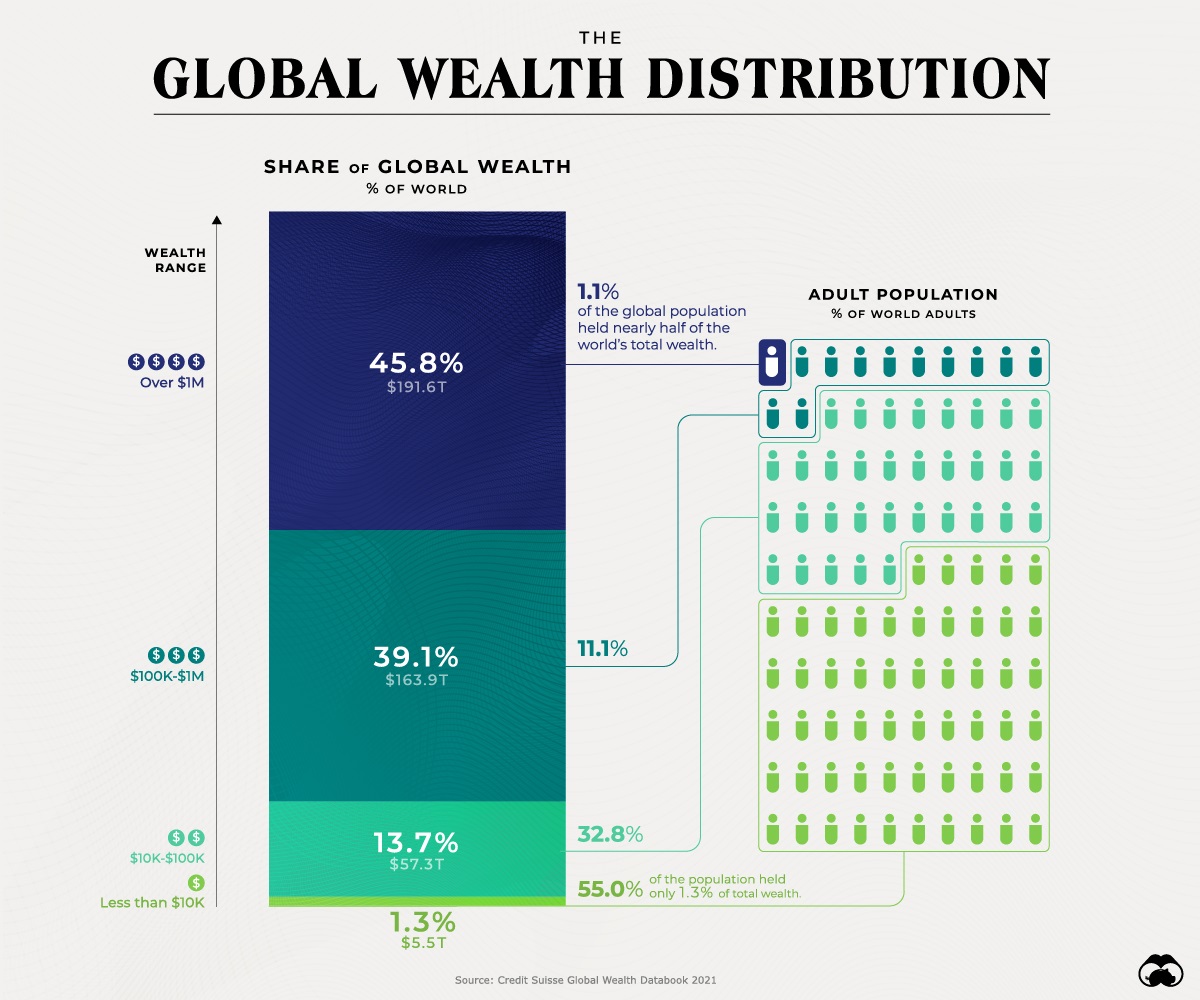 THE
GLOBAL WEALTH DISTRIBUTION
SHARE OF GLOBAL WEALTH
% OF WORLD
WEALTH
RANGE
$ $ $ $
Over $1M
45.8%
$191.6T
1.1%
of the global population
held nearly half of the
world's total wealth.
ADULT POPULATION
% OF WORLD ADULTS
$ $ $
$100K-$1M
39.1%
$163.9T
11.1%
$ $
$10K-$100K
13.7%
$57.3T
32.8%
$
Less than $10K
1.3%
$5.5T
55.0% of the population held
only 1.3% of total wealth.
Source: Credit Suisse Global Wealth Databook 2021